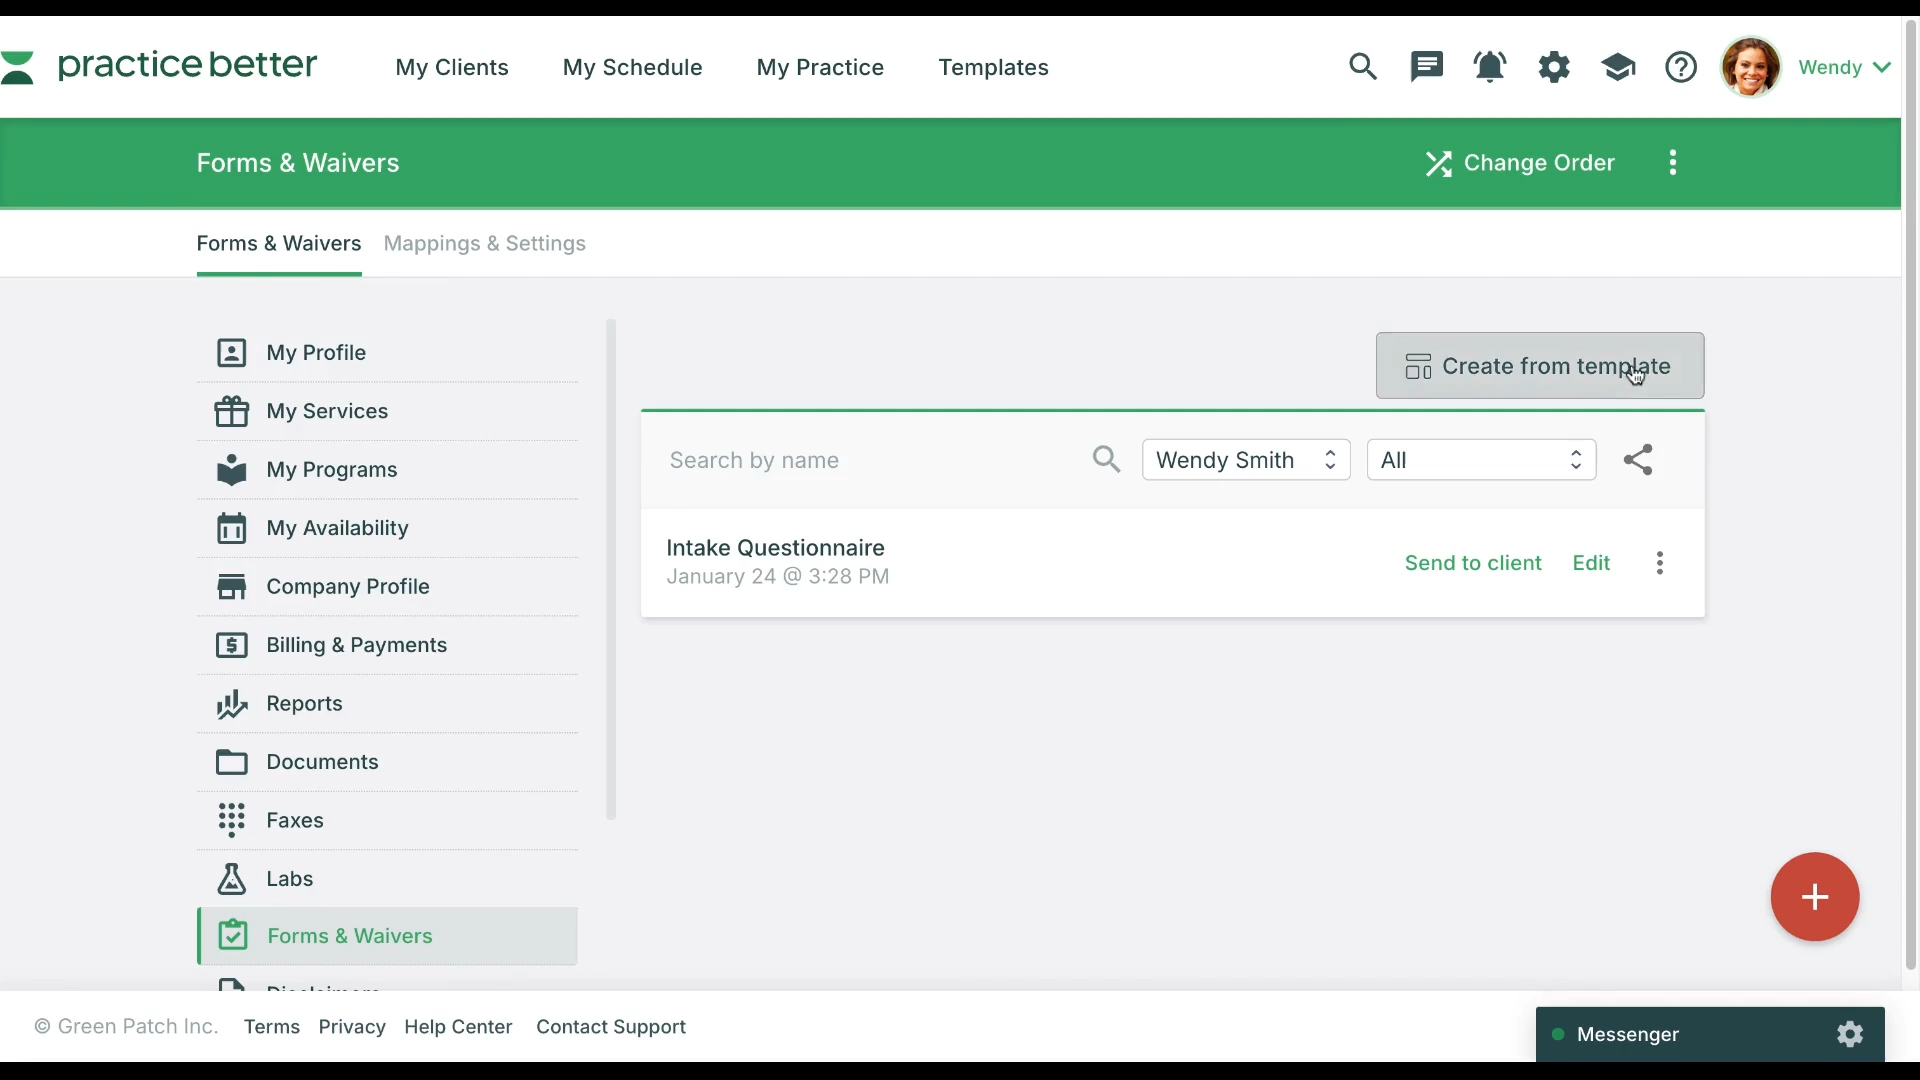 practice better
My Clients
My Schedule
My Practice
Templates
Wendy
Forms & Waivers
Change Order
Forms & Waivers
Mappings & Settings
My Profile
My Services
My Programs
My Availability
Company Profile
Billing & Payments
Reports
Documents
Faxes
Labs
Forms & Waivers
Disclaimers
Create from template
Search by name
Wendy Smith
All
Intake Questionnaire
January 24 @ 3:28 PM
Send to client
Edit
© Green Patch Inc.
Terms
Privacy
Help Center
Contact Support
Messenger